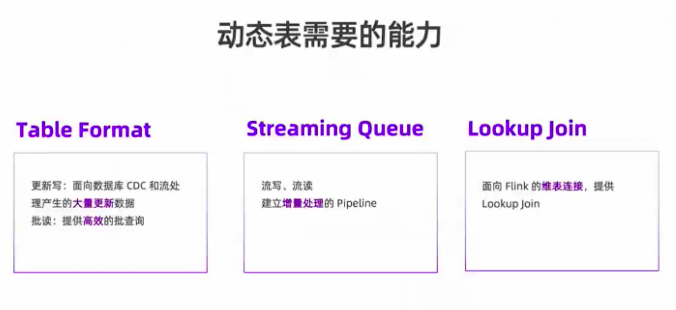 动态表需要的能力
Table Format
更新写：面向数据库 CDC 和流处
理产生的大量更新数据
批读：提供高效的批查询
Streaming Queue
流写、流读
建立增量处理的 Pipeline
Lookup Join
面向 Flink 的维表连接，提供
Lookup Join